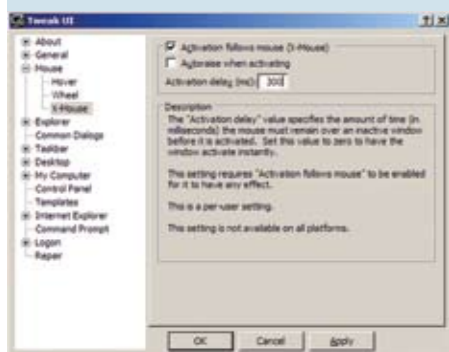 Tweak UI
About
General
Mouse
Hover
Wheel
X-Mouse
Explorer
Common Dialogs
Taskbar
Desktop
My Computer
Control Panel
Templates
Internet Explorer
Command Prompt
Logon
Repair
Activation follows mouse (X-Mouse)
Autoraise when activating
Activation delay (ms): 300
Description
The "Activation delay" value specifies the amount of time (in
milliseconds) the mouse must remain over an inactive window
before it is activated. Set this value to zero to have the
window activate instantly.
This setting requires "Activation follows mouse" to be enabled
for it to have any effect.
This is a per-user setting.
This setting is not available on all platforms.
OK
Cancel
Apply